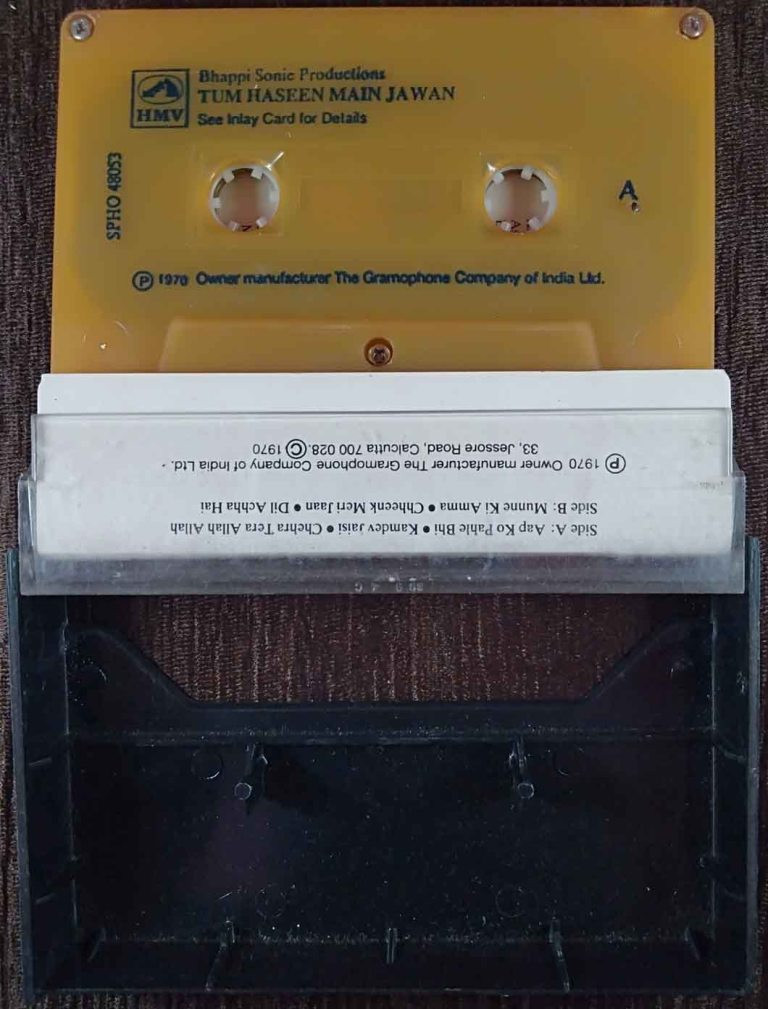 Bhappi Sonic Productions
TUM HASEEN MAIN JAWAN
HMV
See Inlay Card for Details
SPHO 48053
A
Ⓟ 1970 Owner manufacturer The Gramophone Company of India Ltd.
Side A: Aap Ko Pahle Bhi • Kamdev Jaisi • Chehra Tera Allah Allah
Side B: Munne Ki Amma • Chheenk Meri Jaan • Dil Achha Hai
Ⓟ 1970 Owner manufacturer The Gramophone Company of India Ltd.
33, Jessore Road, Calcutta 700 028. © 1970